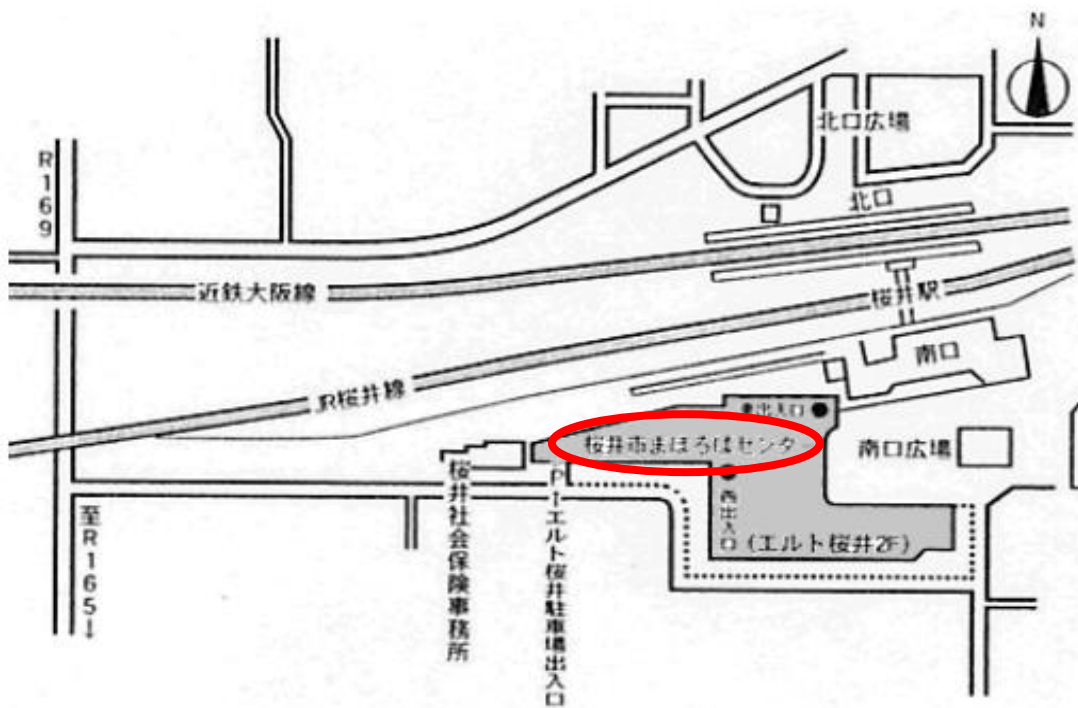 N
北口広場
R169
北口
近鉄大阪線
桜井駅
南口
JR桜井線
東出入口
桜井市まほろばセンター
南口広場
西出入口
(エルト桜井2F)
至R165↓
桜井社会保険事務所
P↑エルト桜井駐車場出入口